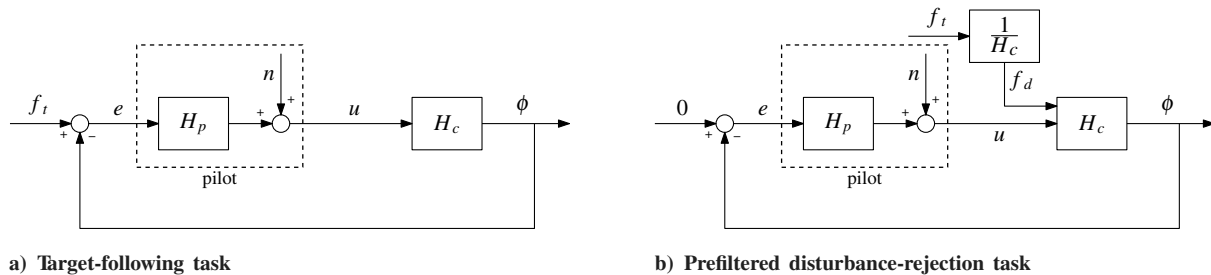 f_t
+
−
e
H_p
n
+
+
pilot
u
H_c
ϕ
a) Target-following task
0
+
−
e
H_p
n
+
+
pilot
u
f_t
1
H_c
f_d
H_c
ϕ
b) Prefiltered disturbance-rejection task